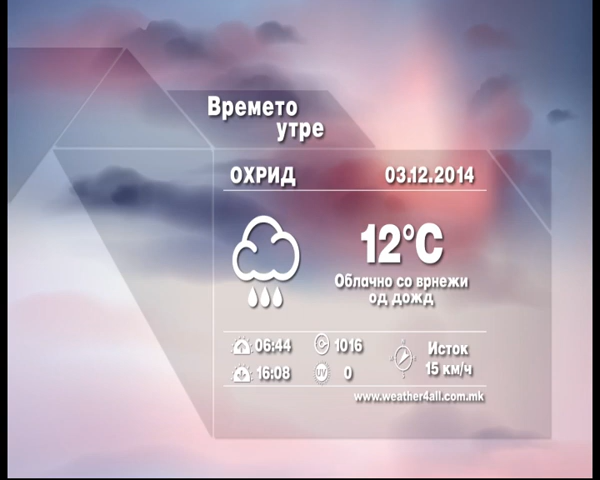 Времето
утре
ОХРИД 03.12.2014
12°C
Облачно со врнежи
од дожд
06:44 1016 Исток
16:08 UV 0 15 км/ч
www.weather4all.com.mk